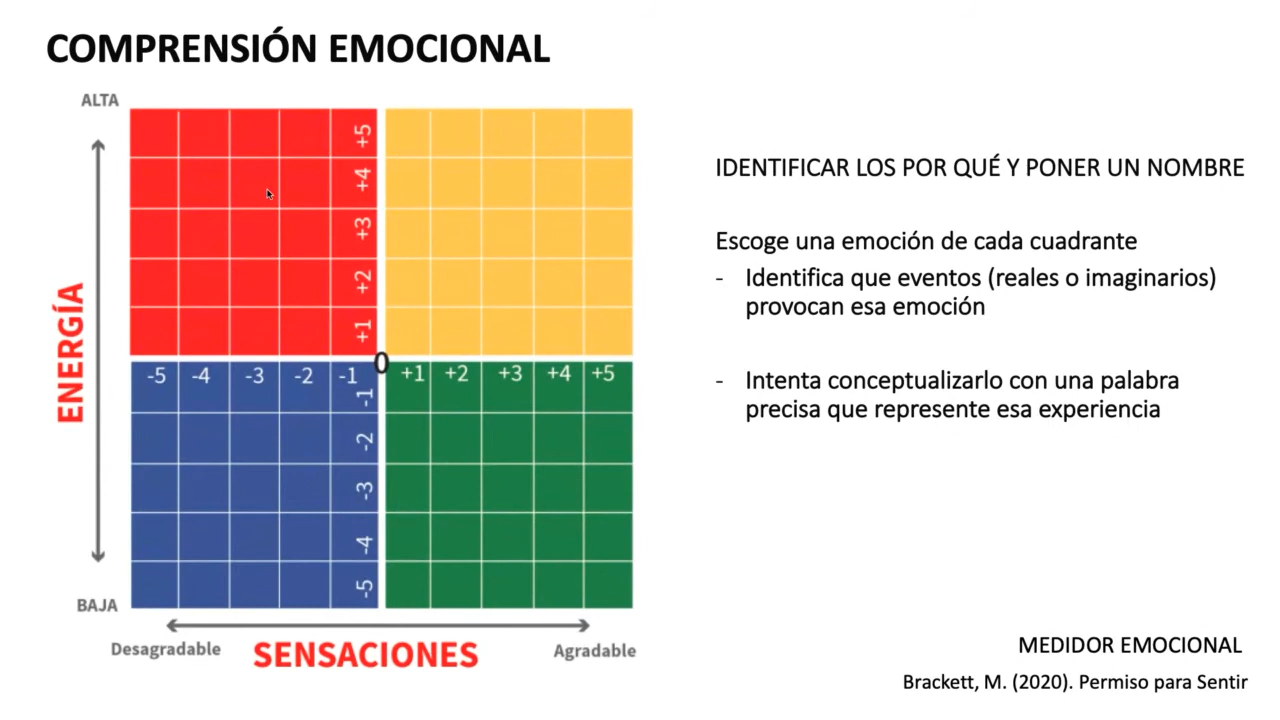 COMPRENSIÓN EMOCIONAL
ALTA
ENERGÍA
BAJA
+5
+4
+3
+2
+1
0
-5 -4 -3 -2 -1 +1 +2 +3 +4 +5
-1
-2
-3
-4
-5
Desagradable
SENSACIONES
Agradable
IDENTIFICAR LOS POR QUÉ Y PONER UN NOMBRE
Escoge una emoción de cada cuadrante
- Identifica que eventos (reales o imaginarios)
provocan esa emoción
- Intenta conceptualizarlo con una palabra
precisa que represente esa experiencia
MEDIDOR EMOCIONAL
Brackett, M. (2020). Permiso para Sentir